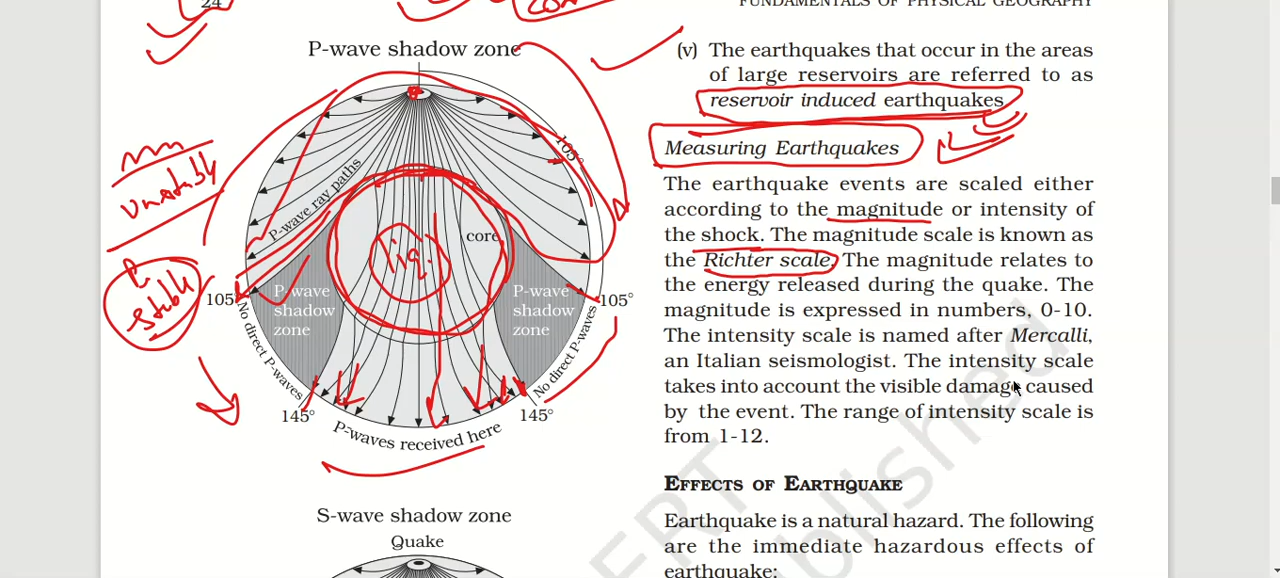 24
FUNDAMENTALS OF PHYSICAL GEOGRAPHY
P-wave shadow zone
105°
P-wave ray paths
core
liq.
unstably
stubly
P-wave
shadow
zone
P-wave
shadow
zone
105°
105°
No direct P-waves
No direct P-waves
145°
145°
P-waves received here
S-wave shadow zone
Quake
(v) The earthquakes that occur in the areas
of large reservoirs are referred to as
reservoir induced earthquakes
Measuring Earthquakes
The earthquake events are scaled either
according to the magnitude or intensity of
the shock. The magnitude scale is known as
the Richter scale. The magnitude relates to
the energy released during the quake. The
magnitude is expressed in numbers, 0-10.
The intensity scale is named after Mercalli,
an Italian seismologist. The intensity scale
takes into account the visible damage caused
by the event. The range of intensity scale is
from 1-12.
EFFECTS OF EARTHQUAKE
Earthquake is a natural hazard. The following
are the immediate hazardous effects of
earthquake: